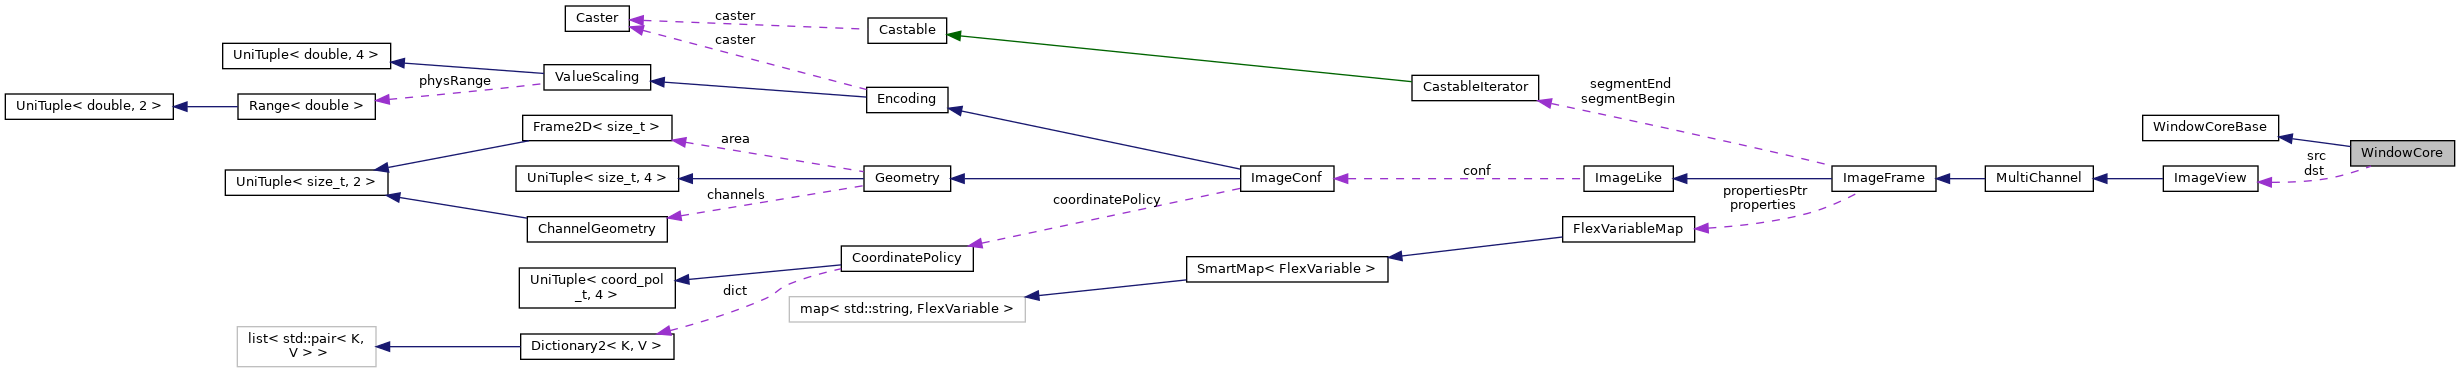 Caster
caster
Castable
caster
UniTuple< double, 4 >
ValueScaling
physRange
UniTuple< double, 2 >
Range< double >
Encoding
CastableIterator
segmentEnd
segmentBegin
Frame2D< size_t >
area
UniTuple< size_t, 4 >
UniTuple< size_t, 2 >
channels
ChannelGeometry
Geometry
ImageConf
conf
ImageLike
coordinatePolicy
CoordinatePolicy
UniTuple< coord_pol
_t, 4 >
dict
list< std::pair< K,
V > >
Dictionary2< K, V >
map< std::string, FlexVariable >
SmartMap< FlexVariable >
FlexVariableMap
propertiesPtr
properties
ImageFrame
MultiChannel
ImageView
WindowCoreBase
src
dst
WindowCore